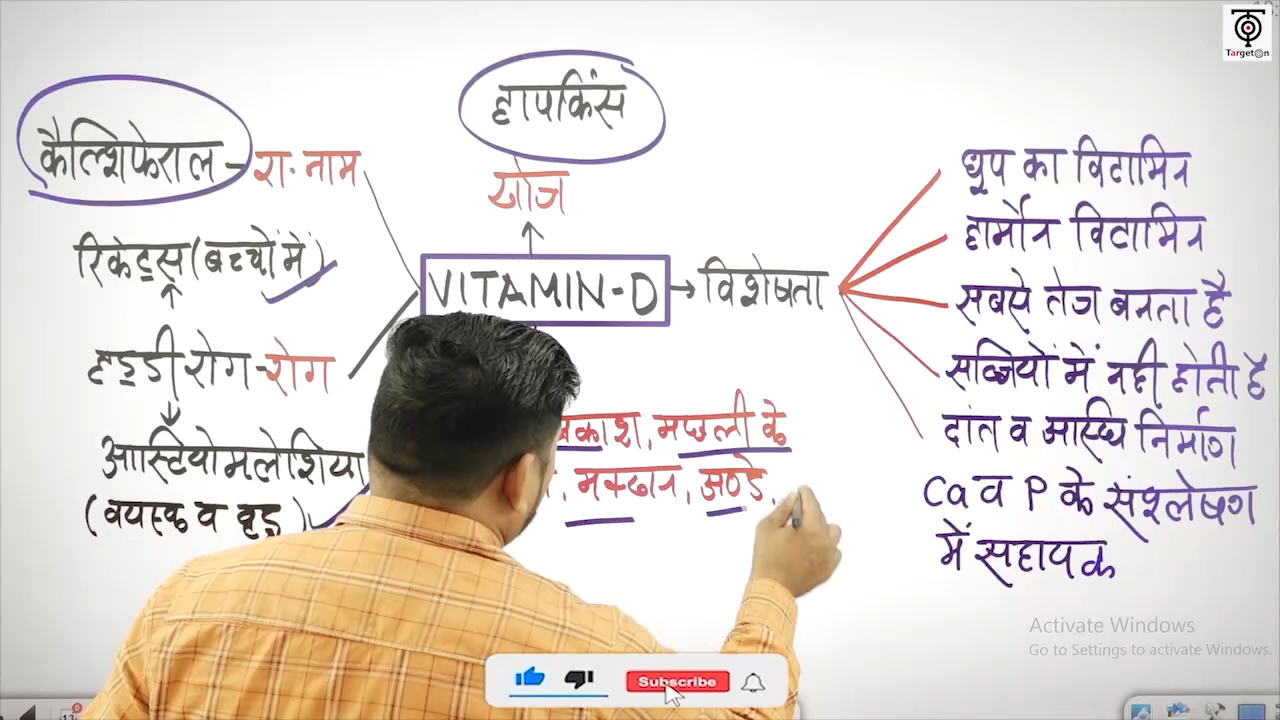 TargetOn
हापकिंस
कैल्शिफेराल - रा. नाम
खोज
रिकेट्स (बच्चों में)
VITAMIN-D → विशेषता
हड्डी रोग - रोग
आस्टियोमलेशिया
(वयस्क व वृद्ध)
मछली के
, मक्खन, अण्डे,
धूप का विटामिन
हार्मोन विटामिन
सबसे तेज बनता है
सब्जियों में नही होती है
दांत व अस्थि निर्माण
Ca व P के संश्लेषण
में सहायक
Activate Windows
Go to Settings to activate Windows.
Subscribe